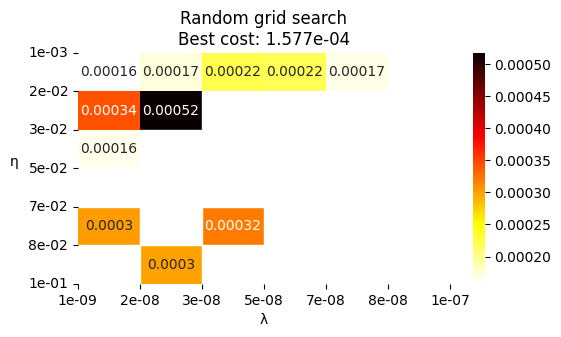 Random grid search
Best cost: 1.577e-04
1e-03
0.00016 0.00017 0.00022 0.00022 0.00017
2e-02
0.00034 0.00052
3e-02
0.00016
5e-02
η
7e-02
0.0003 0.00032
8e-02
0.0003
1e-01
1e-09 2e-08 3e-08 5e-08 7e-08 8e-08 1e-07
λ
0.00050
0.00045
0.00040
0.00035
0.00030
0.00025
0.00020